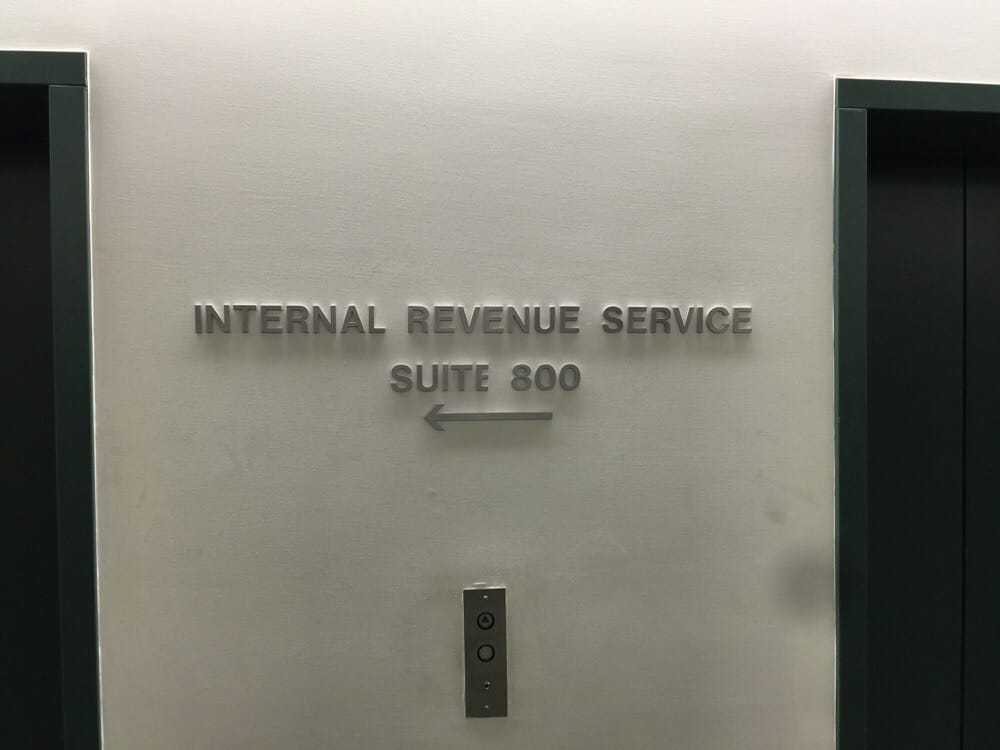 INTERNAL REVENUE SERVICE
SUITE 800